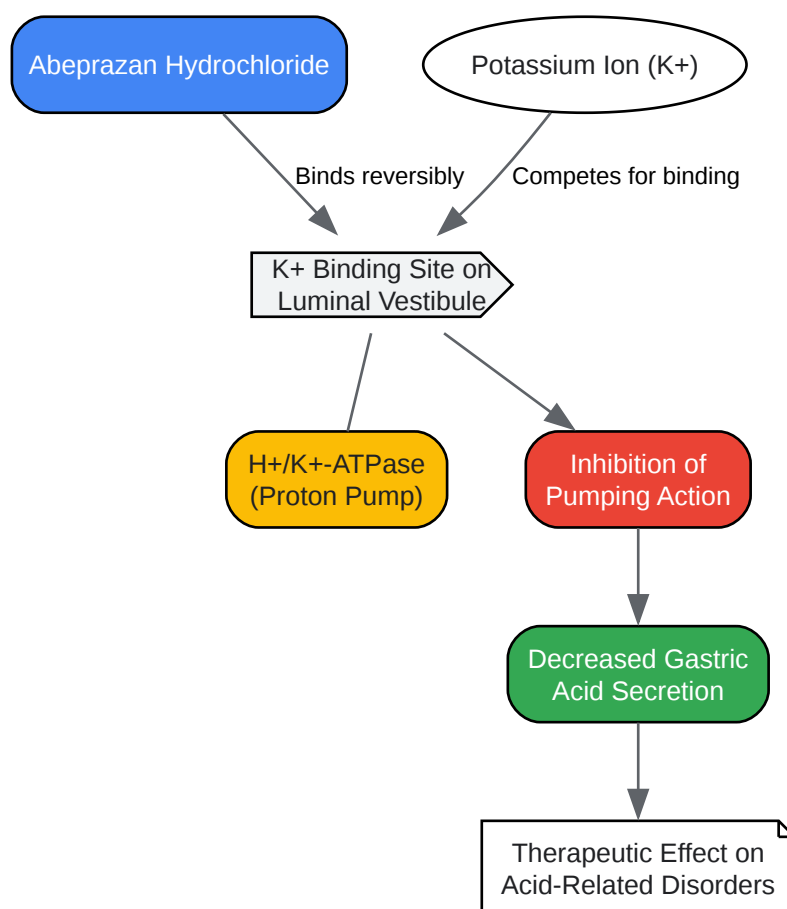 Abeprazan Hydrochloride
Potassium Ion (K+)
Binds reversibly
Competes for binding
K+ Binding Site on
Luminal Vestibule
H+/K+-ATPase
(Proton Pump)
Inhibition of
Pumping Action
Decreased Gastric
Acid Secretion
Therapeutic Effect on
Acid-Related Disorders